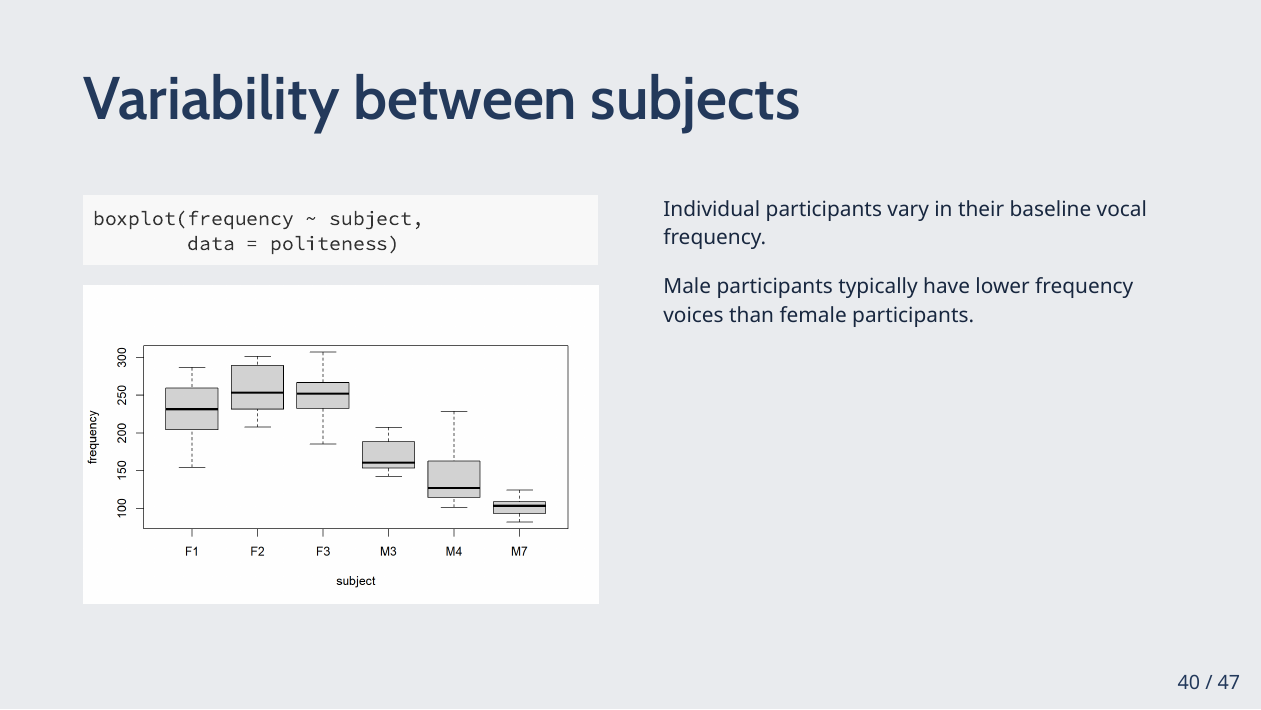 Variability between subjects
boxplot(frequency ~ subject,
        data = politeness)
300
250
200
150
100
frequency
F1 F2 F3 M3 M4 M7
subject
Individual participants vary in their baseline vocal
frequency.
Male participants typically have lower frequency
voices than female participants.
40 / 47